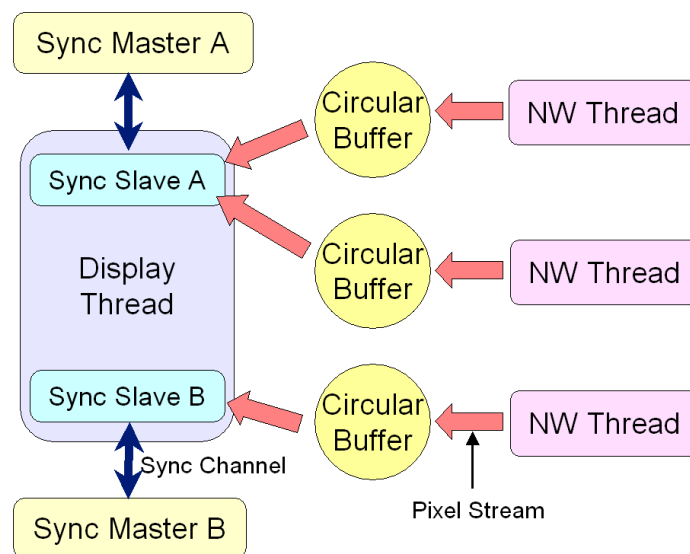 Sync Master A
Circular
Buffer
NW Thread
Sync Slave A
Display
Thread
Circular
Buffer
NW Thread
Sync Slave B
Circular
Buffer
NW Thread
Sync Channel
Pixel Stream
Sync Master B